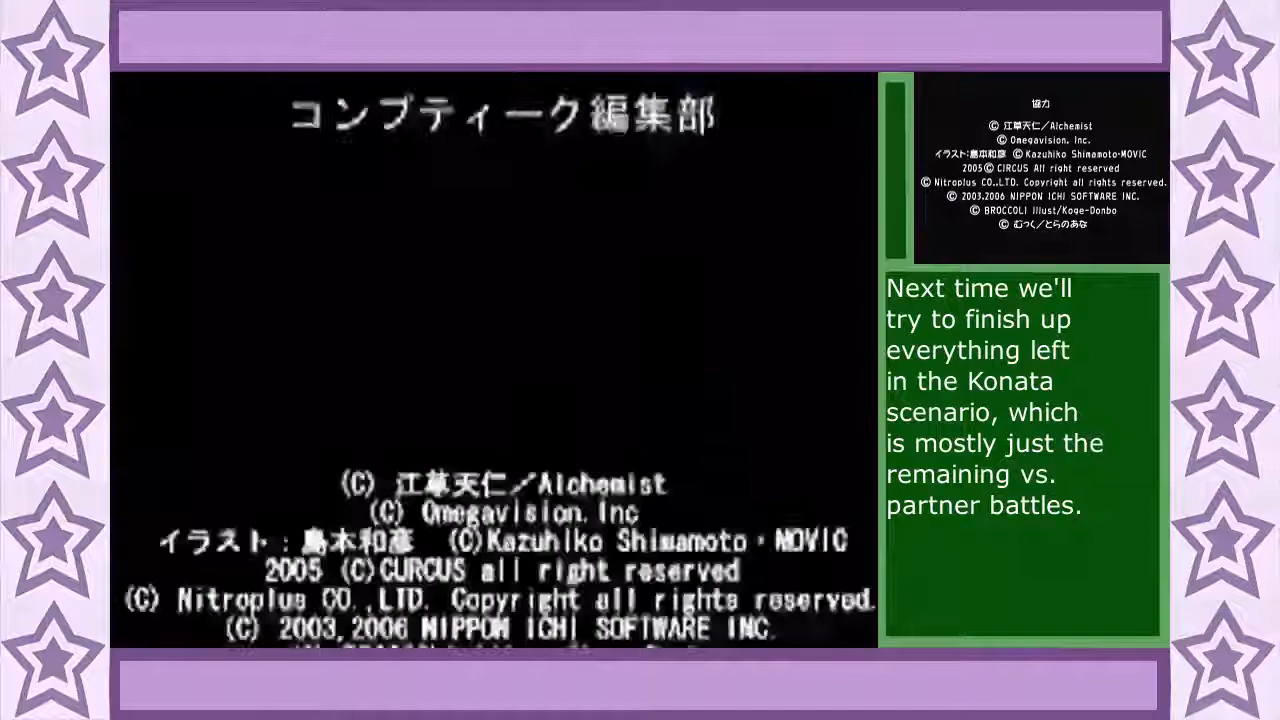 コンプティーク編集部
(C) 江草天仁／Alchemist
(C) Omegavision.Inc
イラスト：島本和彦 (C)Kazuhiko Shimamoto・MOVIC
2005 (C)CURCUS all right reserved
(C) Nitroplus CO.,LTD. Copyright all rights reserved.
(C) 2003,2006 NIPPON ICHI SOFTWARE INC.
協力
© 江草天仁／Alchemist
© Omegavision, Inc.
イラスト:島本和彦 © Kazuhiko Shimamoto・MOVIC
2005 © CIRCUS All right reserved
© Nitroplus CO.,LTD. Copyright all rights reserved.
© 2003,2006 NIPPON ICHI SOFTWARE INC.
© BROCCOLI Illust/Koge-Donbo
© むっく／とらのあな
Next time we'll
try to finish up
everything left
in the Konata
scenario, which
is mostly just the
remaining vs.
partner battles.